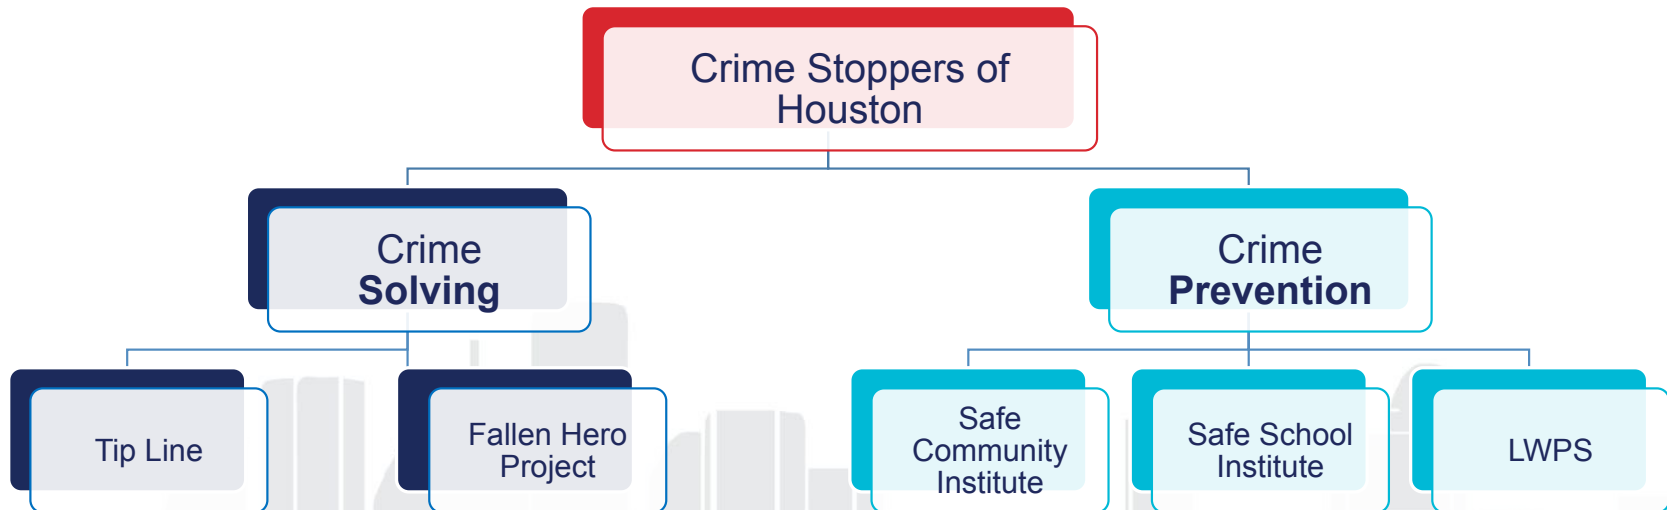 Crime Stoppers of
Houston
Crime
Solving
Crime
Prevention
Tip Line
Fallen Hero
Project
Safe
Community
Institute
Safe School
Institute
LWPS